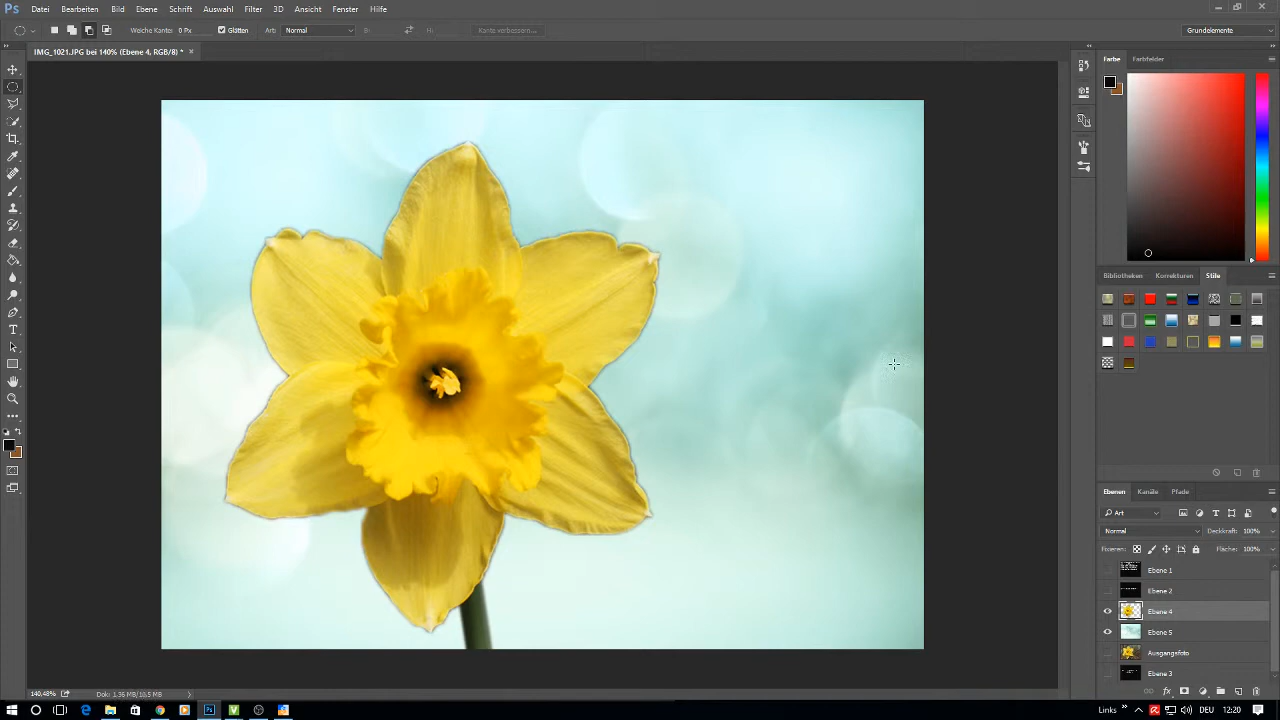 Ps Datei Bearbeiten Bild Ebene Schrift Auswahl Filter 3D Ansicht Fenster Hilfe
Weiche Kante: 0 Px Glätten Art: Normal B: H: Kante verbessern... Grundelemente
IMG_1021.JPG bei 140% (Ebene 4, RGB/8) * ×
Farbe Farbfelder
Bibliotheken Korrekturen Stile
Ebenen Kanäle Pfade
Art
Normal Deckkraft: 100%
Fixieren: Fläche: 100%
Ebene 1
Ebene 2
Ebene 4
Ebene 5
Ausgangsfoto
Ebene 3
fx
140.48% Dok: 1.36 MB/10.5 MB
Links » DEU 12:20